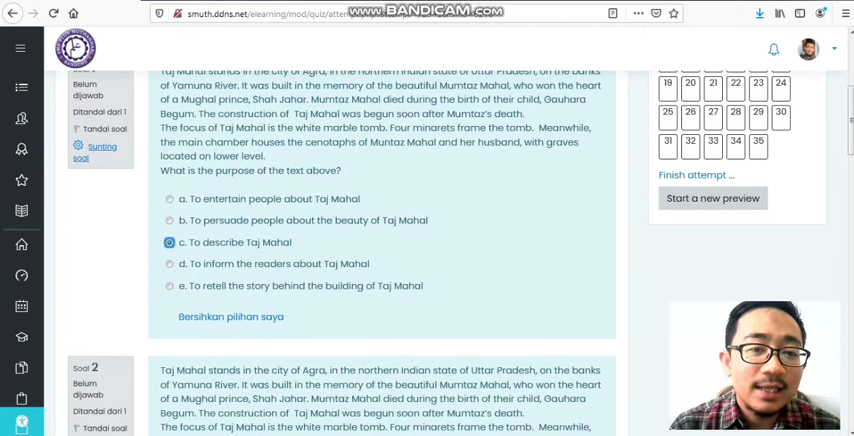 www.BANDICAM.com
smuth.ddns.net/elearning/mod/quiz/atte
Belum
dijawab
Ditandai dari 1
Tandai soal
Sunting
soal
Taj Mahal stands in the city of Agra, in the northern Indian state of Uttar Pradesh, on the banks
of Yamuna River. It was built in the memory of the beautiful Mumtaz Mahal, who won the heart
of a Mughal prince, Shah Jahar. Mumtaz Mahal died during the birth of their child, Gauhara
Begum. The construction of Taj Mahal was begun soon after Mumtaz's death.
The focus of Taj Mahal is the white marble tomb. Four minarets frame the tomb. Meanwhile,
the main chamber houses the cenotaphs of Muntaz Mahal and her husband, with graves
located on lower level.
What is the purpose of the text above?
a. To entertain people about Taj Mahal
b. To persuade people about the beauty of Taj Mahal
c. To describe Taj Mahal
d. To inform the readers about Taj Mahal
e. To retell the story behind the building of Taj Mahal
Bersihkan pilihan saya
19 20 21 22 23 24
25 26 27 28 29 30
31 32 33 34 35
Finish attempt ...
Start a new preview
Soal 2
Belum
dijawab
Ditandai dari 1
Tandai soal
Taj Mahal stands in the city of Agra, in the northern Indian state of Uttar Pradesh, on the banks
of Yamuna River. It was built in the memory of the beautiful Mumtaz Mahal, who won the heart
of a Mughal prince, Shah Jahar. Mumtaz Mahal died during the birth of their child, Gauhara
Begum. The construction of Taj Mahal was begun soon after Mumtaz's death.
The focus of Taj Mahal is the white marble tomb. Four minarets frame the tomb. Meanwhile,